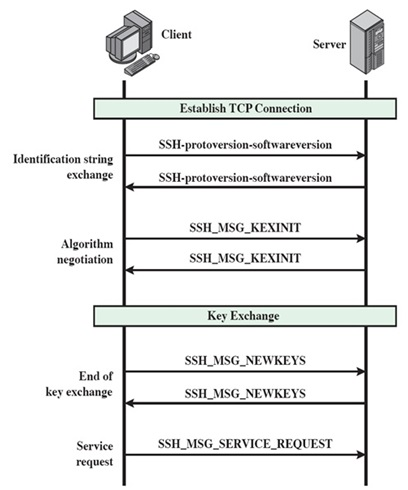 Client
Server
Establish TCP Connection
SSH-protoversion-softwareversion
Identification string
exchange
SSH-protoversion-softwareversion
SSH_MSG_KEXINIT
Algorithm
negotiation
SSH_MSG_KEXINIT
Key Exchange
SSH_MSG_NEWKEYS
End of
key exchange
SSH_MSG_NEWKEYS
Service
request
SSH_MSG_SERVICE_REQUEST